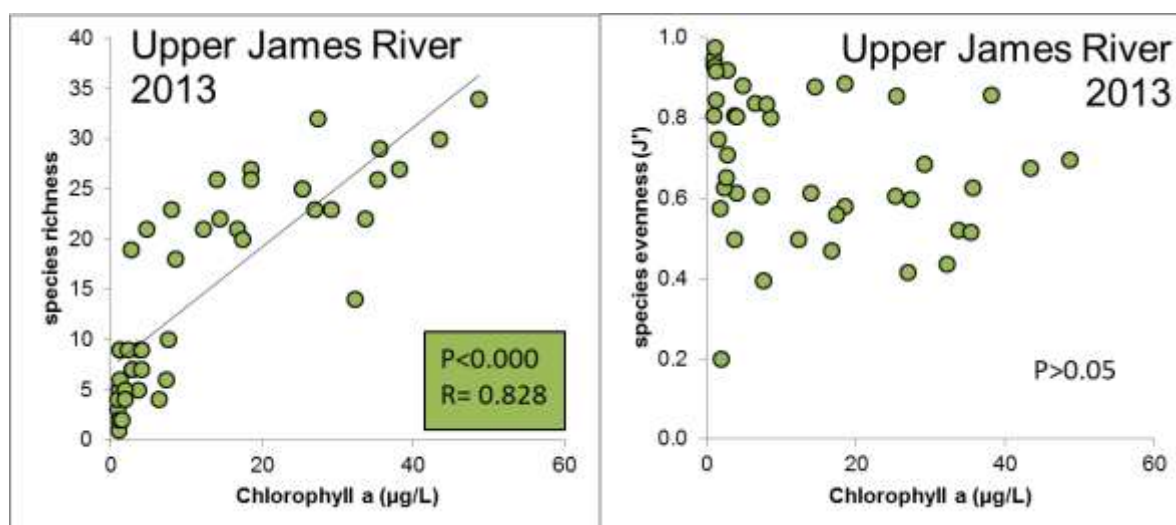 Upper James River
2013
40
35
30
25
20
15
10
5
0
species richness
P<0.000
R= 0.828
0 20 40 60
Chlorophyll a (µg/L)
Upper James River
2013
1.0
0.8
0.6
0.4
0.2
0.0
species evenness (J')
P>0.05
0 20 40 60
Chlorophyll a (µg/L)